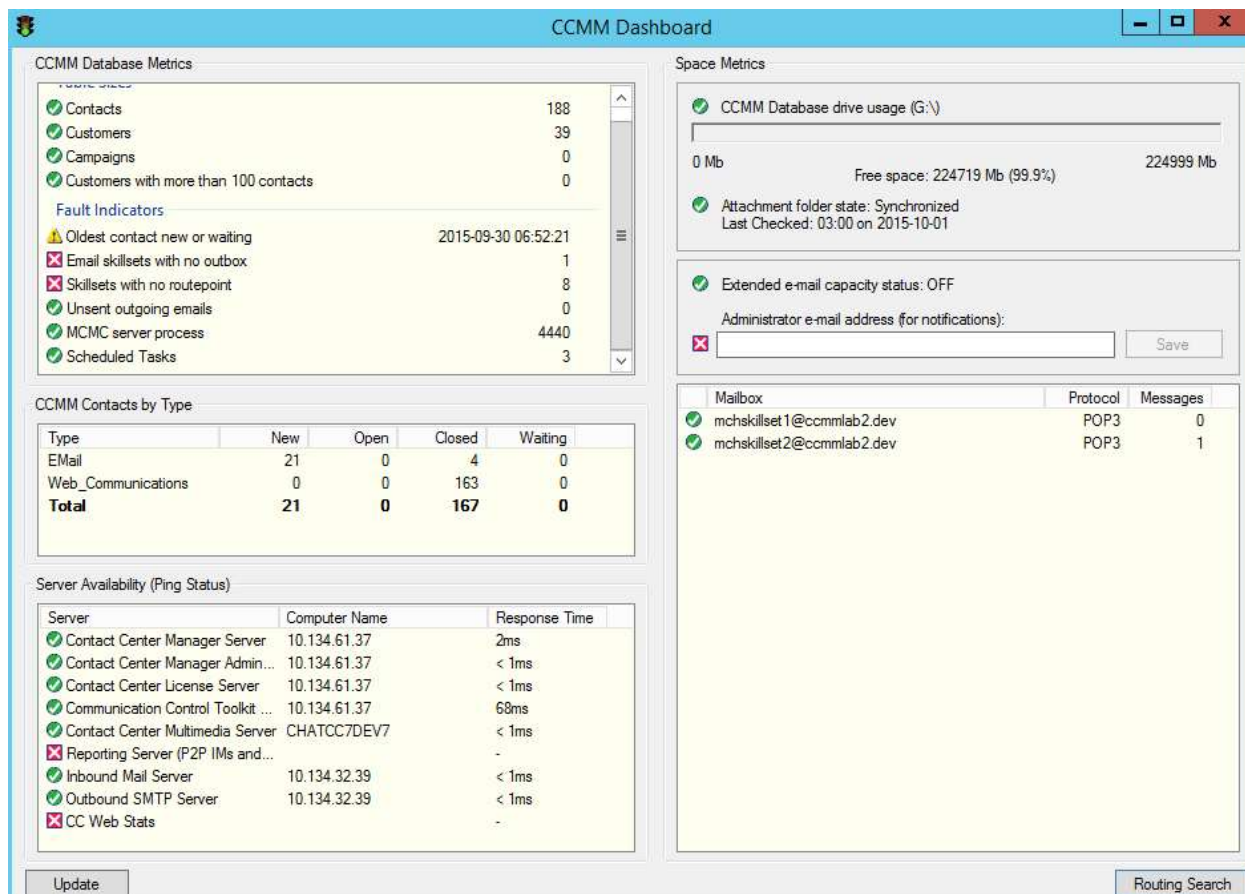 CCMM Dashboard
CCMM Database Metrics
Table Sizes
Contacts 188
Customers 39
Campaigns 0
Customers with more than 100 contacts 0
Fault Indicators
Oldest contact new or waiting 2015-09-30 06:52:21
Email skillsets with no outbox 1
Skillsets with no routepoint 8
Unsent outgoing emails 0
MCMC server process 4440
Scheduled Tasks 3
CCMM Contacts by Type
Type New Open Closed Waiting
EMail 21 0 4 0
Web_Communications 0 0 163 0
Total 21 0 167 0
Server Availability (Ping Status)
Server Computer Name Response Time
Contact Center Manager Server 10.134.61.37 2ms
Contact Center Manager Admin... 10.134.61.37 < 1ms
Contact Center License Server 10.134.61.37 < 1ms
Communication Control Toolkit ... 10.134.61.37 68ms
Contact Center Multimedia Server CHATCC7DEV7 < 1ms
Reporting Server (P2P IMs and... -
Inbound Mail Server 10.134.32.39 < 1ms
Outbound SMTP Server 10.134.32.39 < 1ms
CC Web Stats -
Update
Space Metrics
CCMM Database drive usage (G:\)
0 Mb 224999 Mb
Free space: 224719 Mb (99.9%)
Attachment folder state: Synchronized
Last Checked: 03:00 on 2015-10-01
Extended e-mail capacity status: OFF
Administrator e-mail address (for notifications):
Save
Mailbox Protocol Messages
mchskillset1@ccmmlab2.dev POP3 0
mchskillset2@ccmmlab2.dev POP3 1
Routing Search